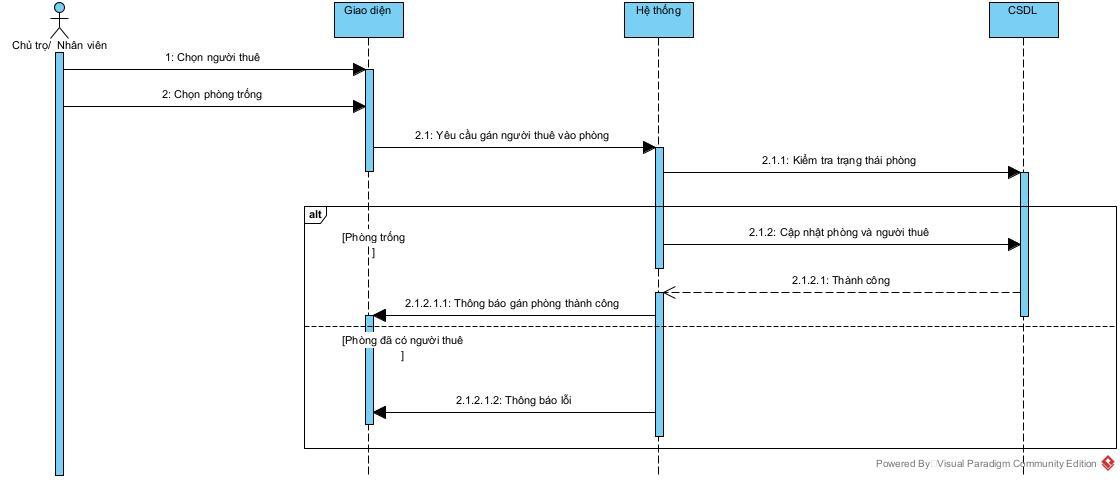 Giao diện
Hệ thống
CSDL
Chủ trọ/ Nhân viên
1: Chọn người thuê
2: Chọn phòng trống
2.1: Yêu cầu gán người thuê vào phòng
2.1.1: Kiểm tra trạng thái phòng
alt
[Phòng trống
]
2.1.2: Cập nhật phòng và người thuê
2.1.2.1: Thành công
2.1.2.1.1: Thông báo gán phòng thành công
[Phòng đã có người thuê
]
2.1.2.1.2: Thông báo lỗi
Powered By Visual Paradigm Community Edition